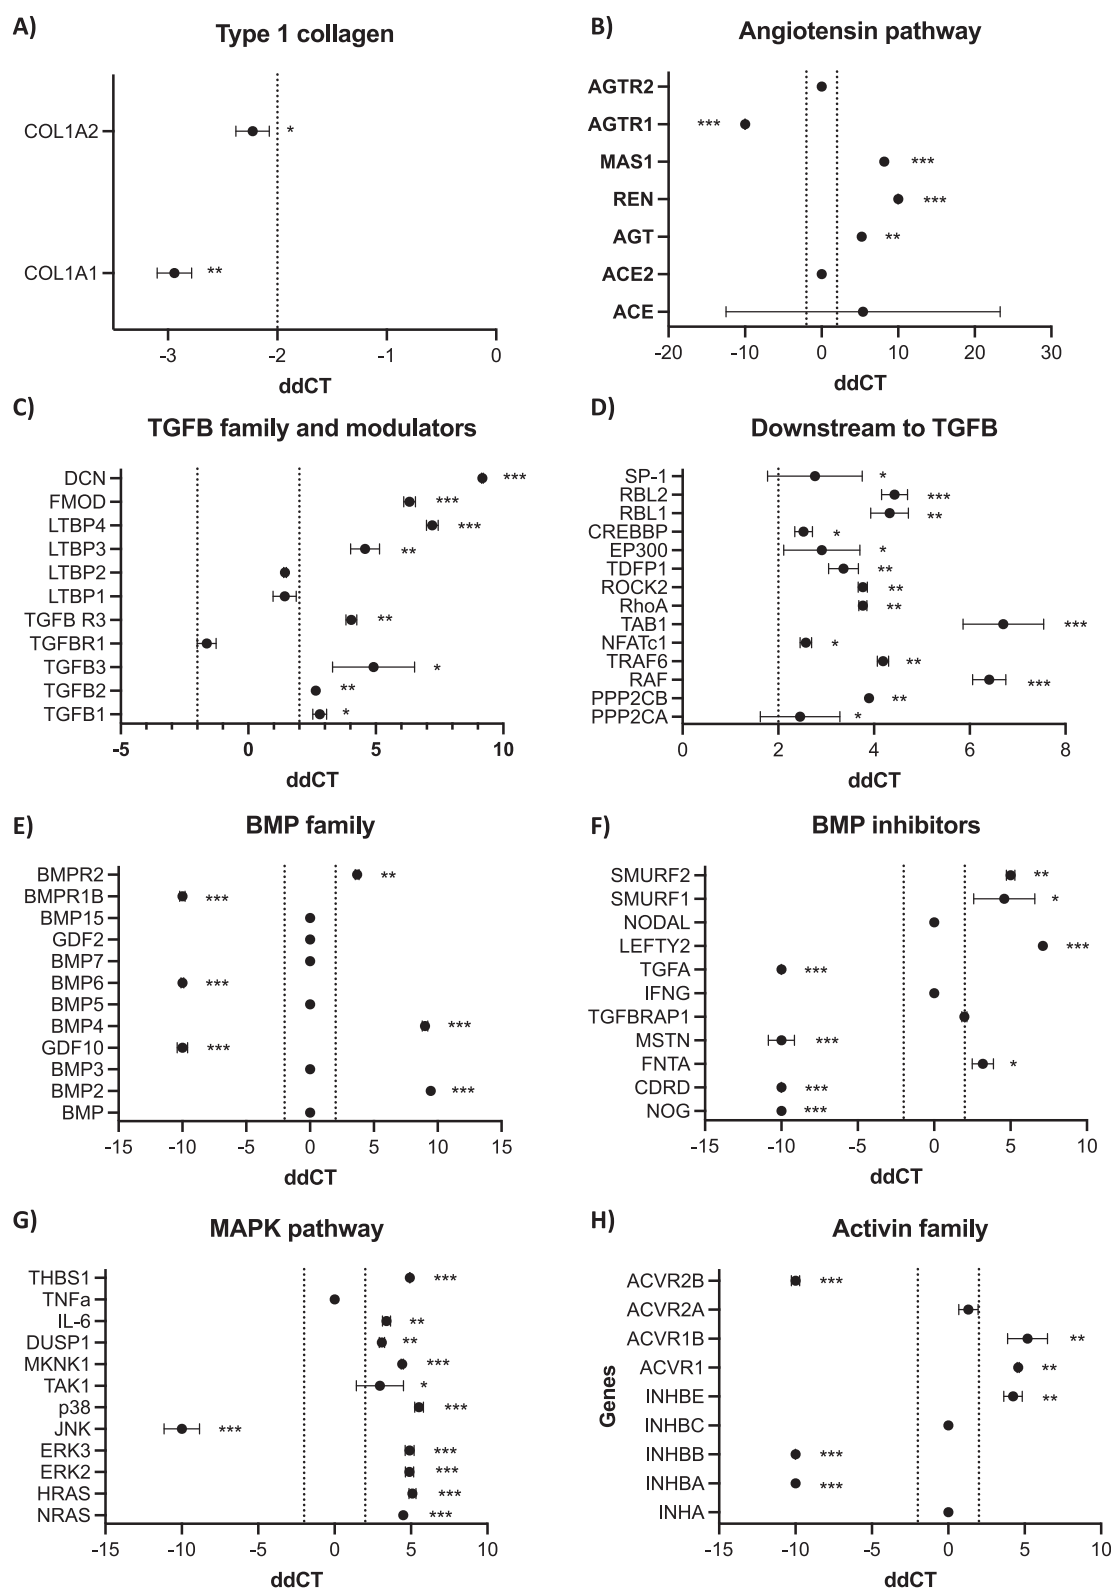 A)
Type 1 collagen
COL1A2
*
COL1A1
**
-3
-2
-1
0
ddCT
B)
Angiotensin pathway
AGTR2
AGTR1
***
MAS1
***
REN
***
AGT
**
ACE2
ACE
-20
-10
0
10
20
30
ddCT
C)
TGFB family and modulators
DCN
***
FMOD
***
LTBP4
***
LTBP3
**
LTBP2
LTBP1
TGFB R3
**
TGFBR1
TGFB3
*
TGFB2
**
TGFB1
*
-5
0
5
10
ddCT
D)
Downstream to TGFB
SP-1
*
RBL2
***
RBL1
**
CREBBP
*
EP300
*
TDFP1
**
ROCK2
**
RhoA
**
TAB1
***
NFATc1
*
TRAF6
**
RAF
***
PPP2CB
**
PPP2CA
*
0
2
4
6
8
ddCT
E)
BMP family
BMPR2
**
BMPR1B
***
BMP15
GDF2
BMP7
BMP6
***
BMP5
BMP4
***
GDF10
***
BMP3
BMP2
***
BMP
-15
-10
-5
0
5
10
15
ddCT
F)
BMP inhibitors
SMURF2
**
SMURF1
*
NODAL
LEFTY2
***
TGFA
***
IFNG
TGFBRAP1
MSTN
***
FNTA
*
CDRD
***
NOG
***
-15
-10
-5
0
5
10
ddCT
G)
MAPK pathway
THBS1
***
TNFa
IL-6
**
DUSP1
**
MKNK1
***
TAK1
*
p38
***
JNK
***
ERK3
***
ERK2
***
HRAS
***
NRAS
***
-15
-10
-5
0
5
10
ddCT
H)
Activin family
Genes
ACVR2B
***
ACVR2A
ACVR1B
**
ACVR1
**
INHBE
**
INHBC
INHBB
***
INHBA
***
INHA
-15
-10
-5
0
5
10
ddCT